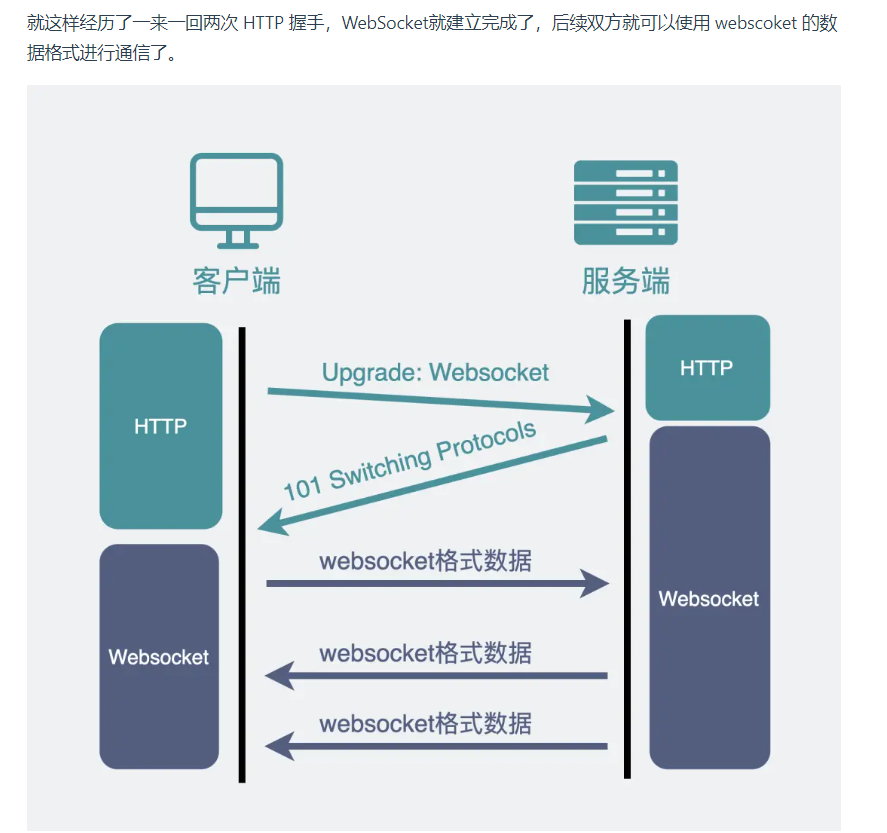 就这样经历了一来一回两次 HTTP 握手，WebSocket就建立完成了，后续双方就可以使用 webscoket 的数
据格式进行通信了。
客户端
服务端
HTTP
Upgrade: Websocket
HTTP
101 Switching Protocols
websocket格式数据
Websocket
Websocket
websocket格式数据
websocket格式数据